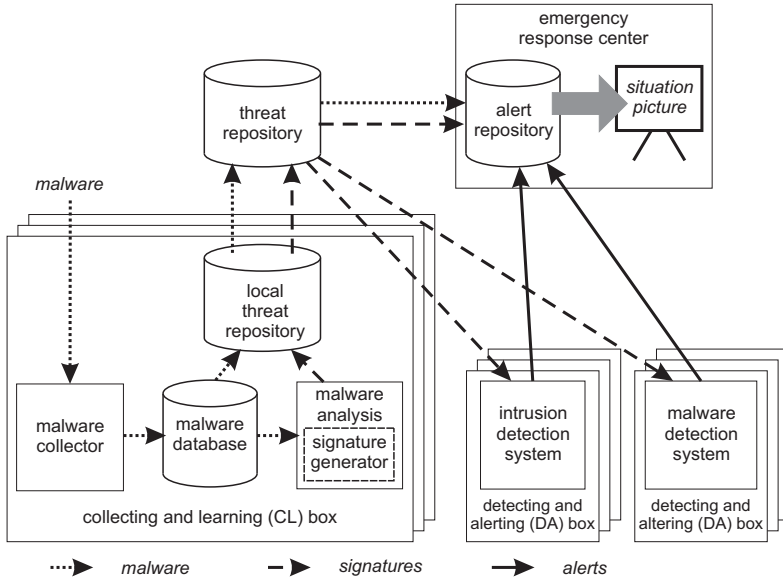 emergency
response center
threat
repository
alert
repository
situation
picture
malware
local
threat
repository
malware
collector
malware
database
malware
analysis
signature
generator
collecting and learning (CL) box
intrusion
detection
system
detecting and
alerting (DA) box
malware
detection
system
detecting and
altering (DA) box
malware
signatures
alerts